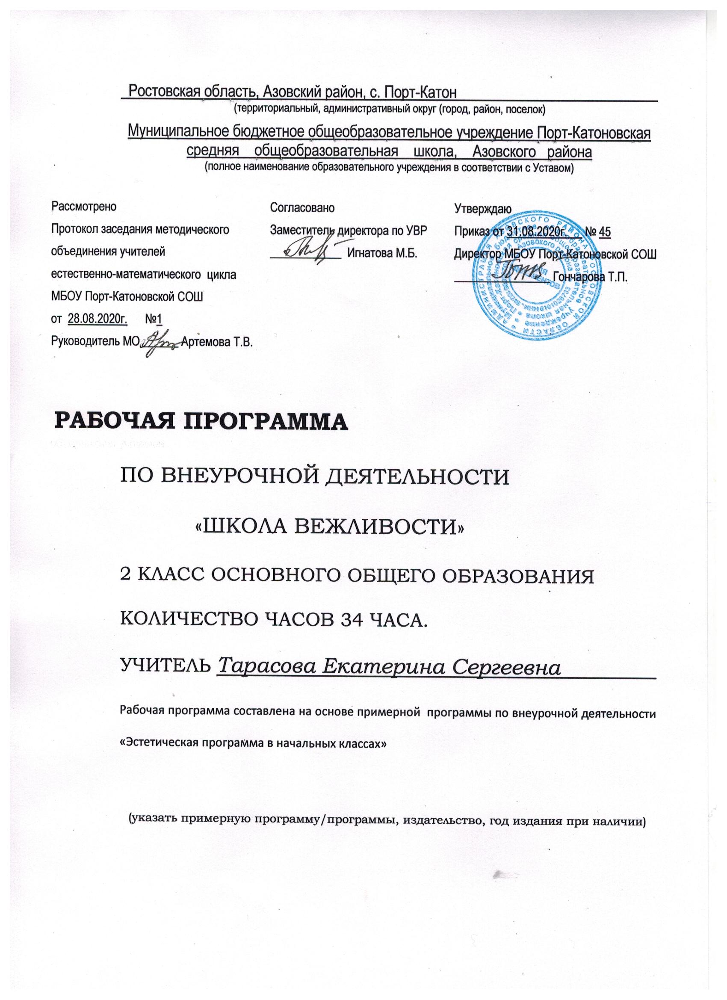 Ростовская область, Азовский район, с. Порт-Катон
(территориальный, административный округ (город, район, поселок)
Муниципальное бюджетное общеобразовательное учреждение Порт-Катоновская
средняя общеобразовательная школа, Азовского района
(полное наименование образовательного учреждения в соответствии с Уставом)
Рассмотрено
Протокол заседания методического
объединения учителей
естественно-математического цикла
МБОУ Порт-Катоновской СОШ
от 28.08.2020г. №1
Руководитель МО Артемова Т.В.
Согласовано
Заместитель директора по УВР
Игнатова М.Б.
Утверждаю
Приказ от 31.08.2020г. № 45
Директор МБОУ Порт-Катоновской СОШ
Гончарова Т.П.
РАБОЧАЯ ПРОГРАММА
ПО ВНЕУРОЧНОЙ ДЕЯТЕЛЬНОСТИ
«ШКОЛА ВЕЖЛИВОСТИ»
2 КЛАСС ОСНОВНОГО ОБЩЕГО ОБРАЗОВАНИЯ
КОЛИЧЕСТВО ЧАСОВ 34 ЧАСА.
УЧИТЕЛЬ Тарасова Екатерина Сергеевна
Рабочая программа составлена на основе примерной программы по внеурочной деятельности
«Эстетическая программа в начальных классах»
(указать примерную программу/программы, издательство, год издания при наличии)